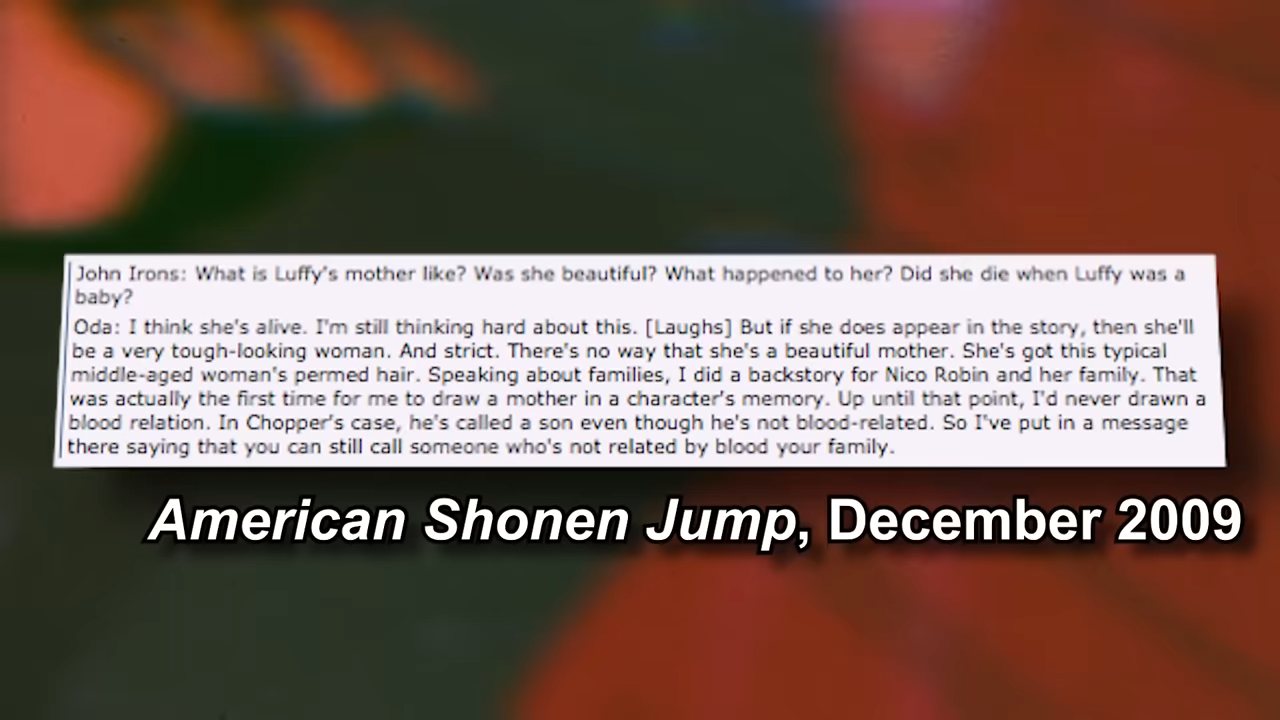 John Irons: What is Luffy's mother like? Was she beautiful? What happened to her? Did she die when Luffy was a
baby?
Oda: I think she's alive. I'm still thinking hard about this. [Laughs] But if she does appear in the story, then she'll
be a very tough-looking woman. And strict. There's no way that she's a beautiful mother. She's got this typical
middle-aged woman's permed hair. Speaking about families, I did a backstory for Nico Robin and her family. That
was actually the first time for me to draw a mother in a character's memory. Up until that point, I'd never drawn a
blood relation. In Chopper's case, he's called a son even though he's not blood-related. So I've put in a message
there saying that you can still call someone who's not related by blood your family.
American Shonen Jump, December 2009